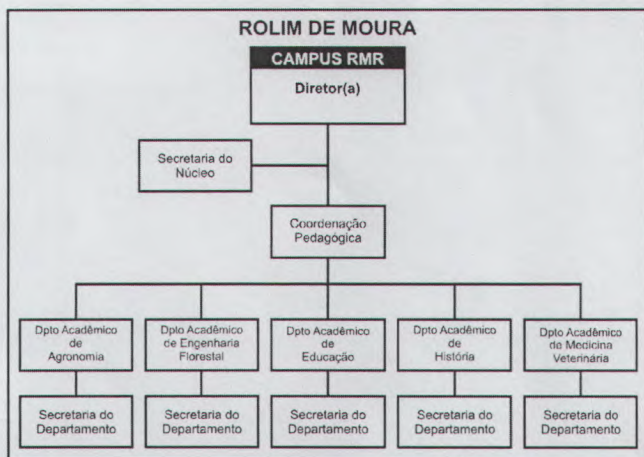 ROLIM DE MOURA
CAMPUS RMR
Diretor(a)
Secretaria do
Núcleo
Coordenação
Pedagógica
Dpto Acadêmico
de
Agronomia
Dpto Acadêmico
de Engenharia
Florestal
Dpto Acadêmico
de
Educação
Dpto Acadêmico
de
História
Dpto Acadêmico
de Medicina
Veterinária
Secretaria do
Departamento
Secretaria do
Departamento
Secretaria do
Departamento
Secretaria do
Departamento
Secretaria do
Departamento